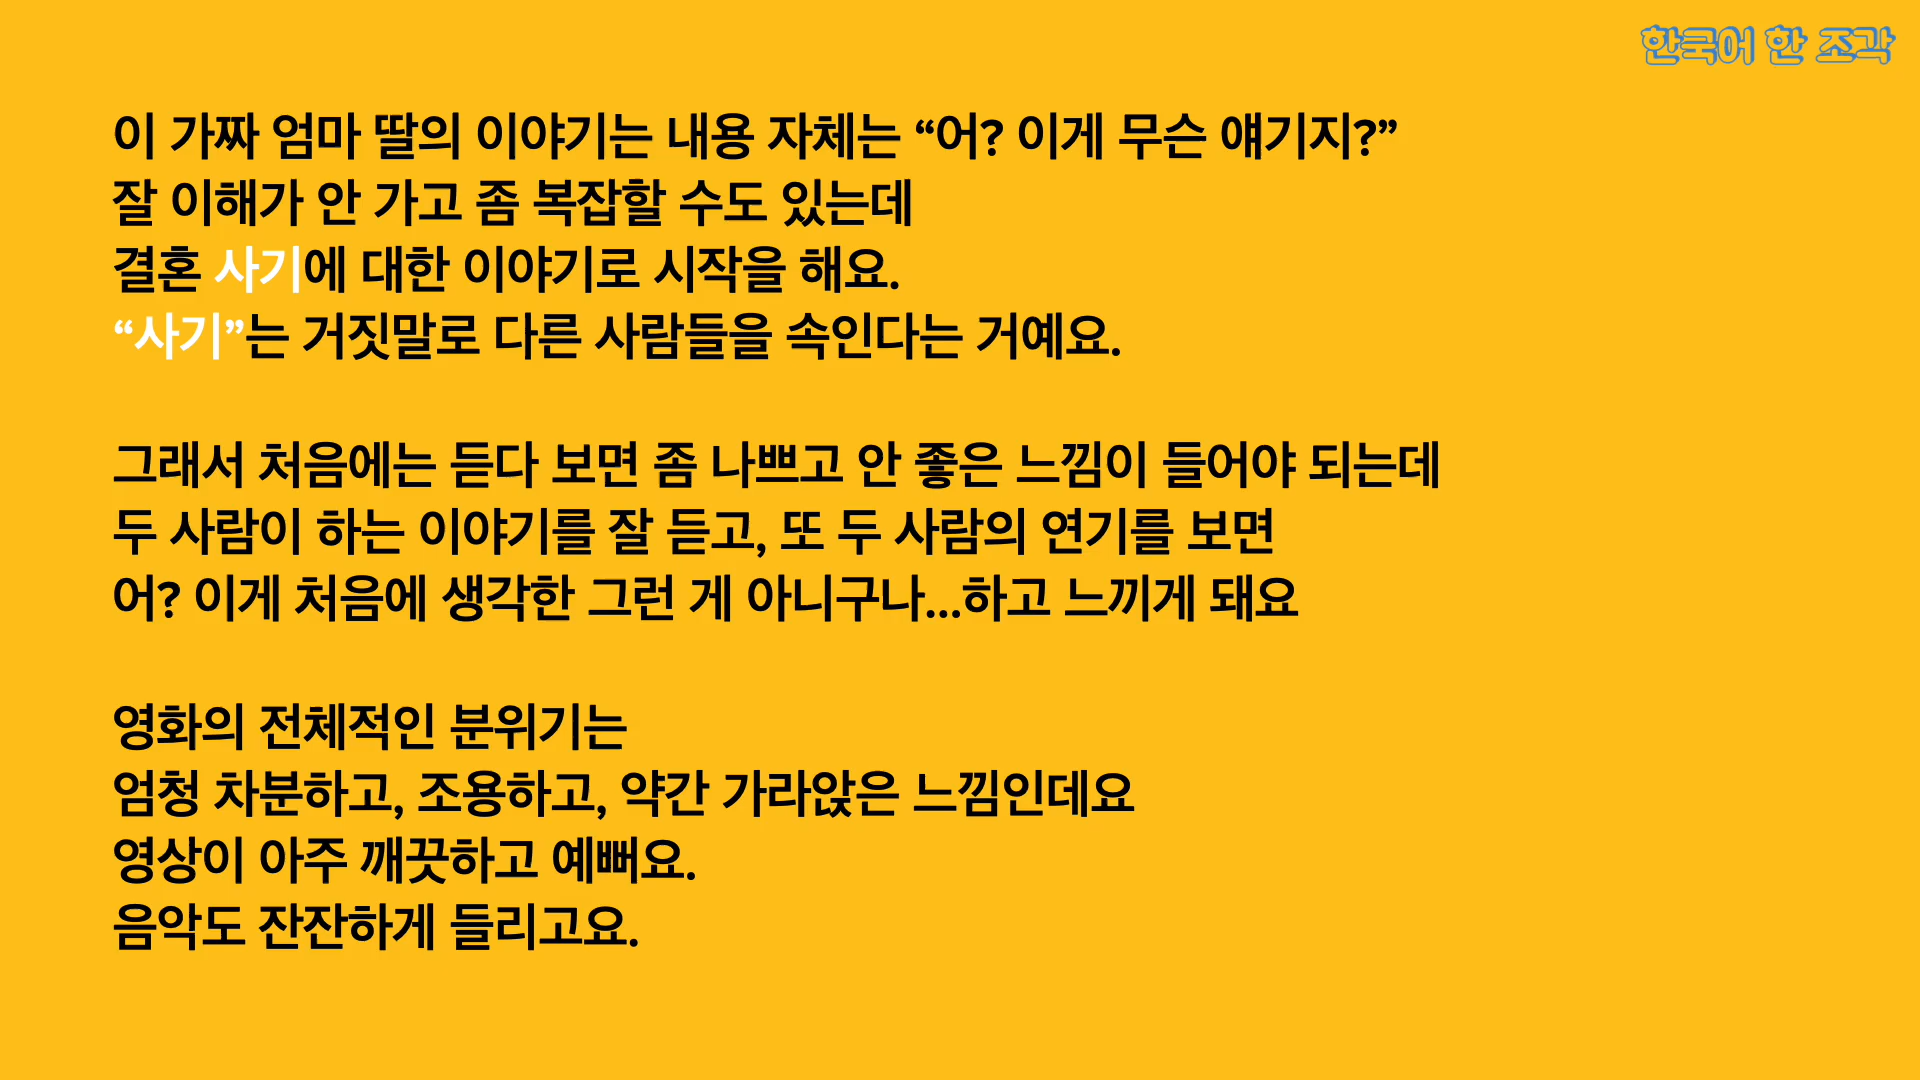 한국어 한 조각
이 가짜 엄마 딸의 이야기는 내용 자체는 “어? 이게 무슨 얘기지?”
잘 이해가 안 가고 좀 복잡할 수도 있는데
결혼 사기에 대한 이야기로 시작을 해요.
“사기”는 거짓말로 다른 사람들을 속인다는 거예요.
그래서 처음에는 듣다 보면 좀 나쁘고 안 좋은 느낌이 들어야 되는데
두 사람이 하는 이야기를 잘 듣고, 또 두 사람의 연기를 보면
어? 이게 처음에 생각한 그런 게 아니구나...하고 느끼게 돼요
영화의 전체적인 분위기는
엄청 차분하고, 조용하고, 약간 가라앉은 느낌인데요
영상이 아주 깨끗하고 예뻐요.
음악도 잔잔하게 들리고요.